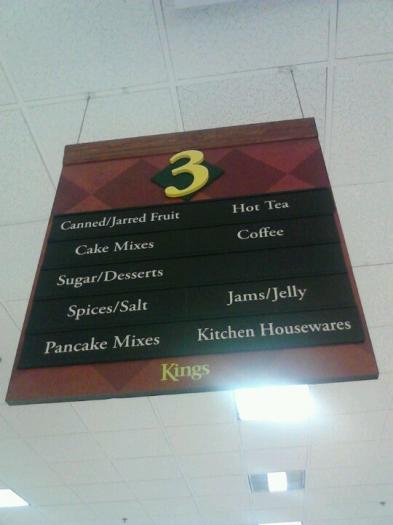 3
Canned/Jarred Fruit Hot Tea
Cake Mixes Coffee
Sugar/Desserts
Spices/Salt Jams/Jelly
Pancake Mixes Kitchen Housewares
Kings